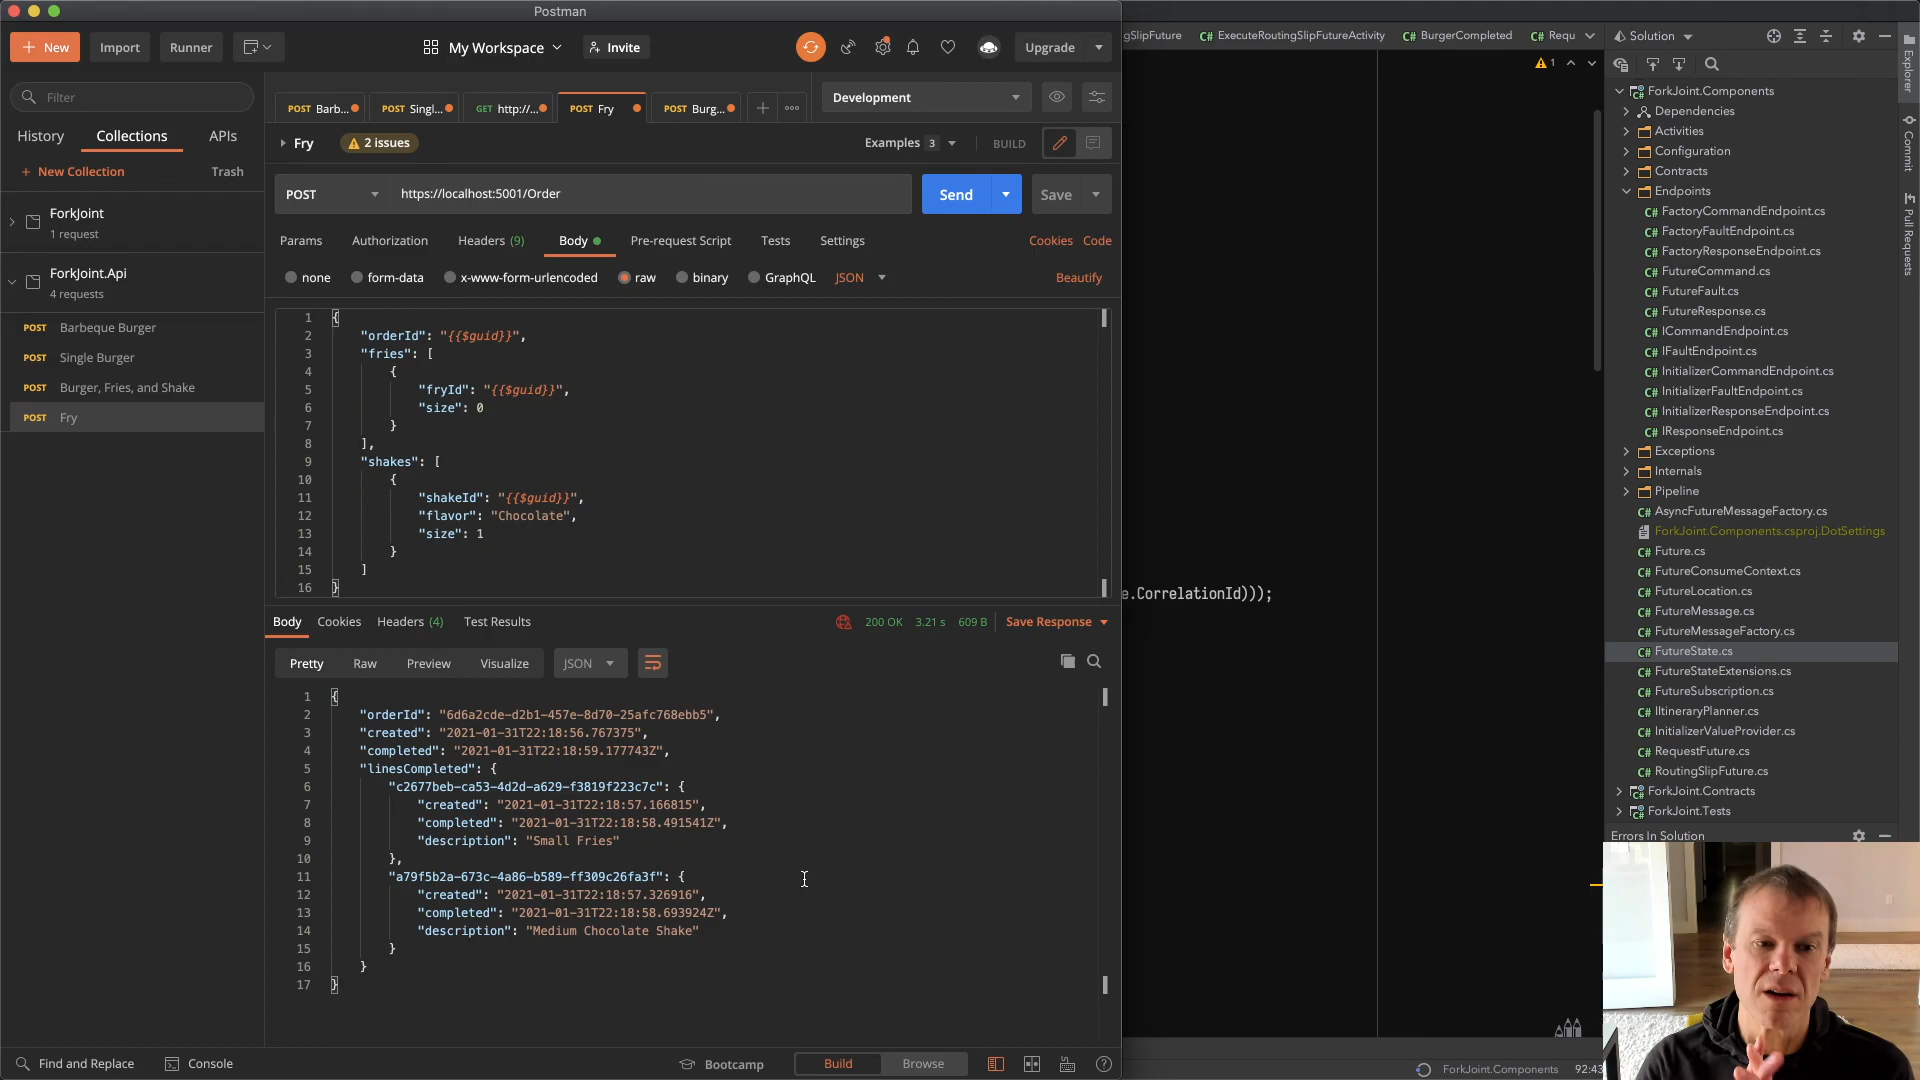 Postman
New
Import
Runner
My Workspace
Invite
Upgrade
Filter
History
Collections
APIs
New Collection
Trash
ForkJoint
1 request
ForkJoint.Api
4 requests
POST Barbeque Burger
POST Single Burger
POST Burger, Fries, and Shake
POST Fry
POST Barb...
POST Singl...
GET http://...
POST Fry
POST Burg...
Development
Fry
2 issues
Examples 3
BUILD
POST
https://localhost:5001/Order
Send
Save
Params
Authorization
Headers (9)
Body
Pre-request Script
Tests
Settings
Cookies
Code
none
form-data
x-www-form-urlencoded
raw
binary
GraphQL
JSON
Beautify
1 {
2 "orderId": "{{$guid}}",
3 "fries": [
4 {
5 "fryId": "{{$guid}}",
6 "size": 0
7 }
8 ],
9 "shakes": [
10 {
11 "shakeId": "{{$guid}}",
12 "flavor": "Chocolate",
13 "size": 1
14 }
15 ]
16 }
Body
Cookies
Headers (4)
Test Results
200 OK
3.21 s
609 B
Save Response
Pretty
Raw
Preview
Visualize
JSON
1 {
2 "orderId": "6d6a2cde-d2b1-457e-8d70-25afc768ebb5",
3 "created": "2021-01-31T22:18:56.767375",
4 "completed": "2021-01-31T22:18:59.177743Z",
5 "linesCompleted": {
6 "c2677beb-ca53-4d2d-a629-f3819f223c7c": {
7 "created": "2021-01-31T22:18:57.166815",
8 "completed": "2021-01-31T22:18:58.491541Z",
9 "description": "Small Fries"
10 },
11 "a79f5b2a-673c-4a86-b589-ff309c26fa3f": {
12 "created": "2021-01-31T22:18:57.326916",
13 "completed": "2021-01-31T22:18:58.693924Z",
14 "description": "Medium Chocolate Shake"
15 }
16 }
17 }
Find and Replace
Console
Bootcamp
Build
Browse
gSlipFuture
C# ExecuteRoutingSlipFutureActivity
C# BurgerCompleted
C# Requ
1
e.CorrelationId)));
Solution
ForkJoint.Components
Dependencies
Activities
Configuration
Contracts
Endpoints
C# FactoryCommandEndpoint.cs
C# FactoryFaultEndpoint.cs
C# FactoryResponseEndpoint.cs
C# FutureCommand.cs
C# FutureFault.cs
C# FutureResponse.cs
C# ICommandEndpoint.cs
C# IFaultEndpoint.cs
C# InitializerCommandEndpoint.cs
C# InitializerFaultEndpoint.cs
C# InitializerResponseEndpoint.cs
C# IResponseEndpoint.cs
Exceptions
Internals
Pipeline
C# AsyncFutureMessageFactory.cs
ForkJoint.Components.csproj.DotSettings
C# Future.cs
C# FutureConsumeContext.cs
C# FutureLocation.cs
C# FutureMessage.cs
C# FutureMessageFactory.cs
C# FutureState.cs
C# FutureStateExtensions.cs
C# FutureSubscription.cs
C# IItineraryPlanner.cs
C# InitializerValueProvider.cs
C# RequestFuture.cs
C# RoutingSlipFuture.cs
ForkJoint.Contracts
ForkJoint.Tests
Errors In Solution
Explorer
Commit
Pull Requests
ForkJoint.Components
92:43